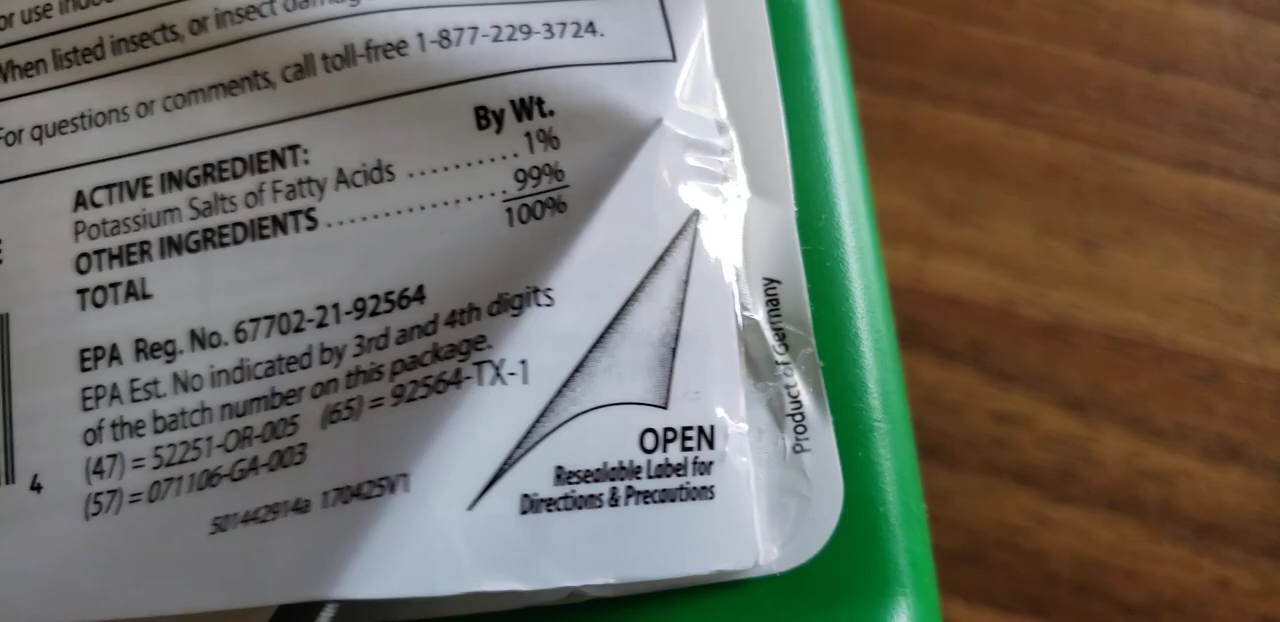 or use indoo
When listed insects, or insect damag
For questions or comments, call toll-free 1-877-229-3724.
By Wt.
ACTIVE INGREDIENT:
Potassium Salts of Fatty Acids .......... 1%
OTHER INGREDIENTS ................ 99%
TOTAL 100%
EPA Reg. No. 67702-21-92564
EPA Est. No indicated by 3rd and 4th digits
of the batch number on this package.
(47) = 52251-OR-005 (65) = 92564-TX-1
(57) = 071106-GA-003
501442914a 170425V1
4
OPEN
Resealable Label for
Directions & Precautions
Product of Germany